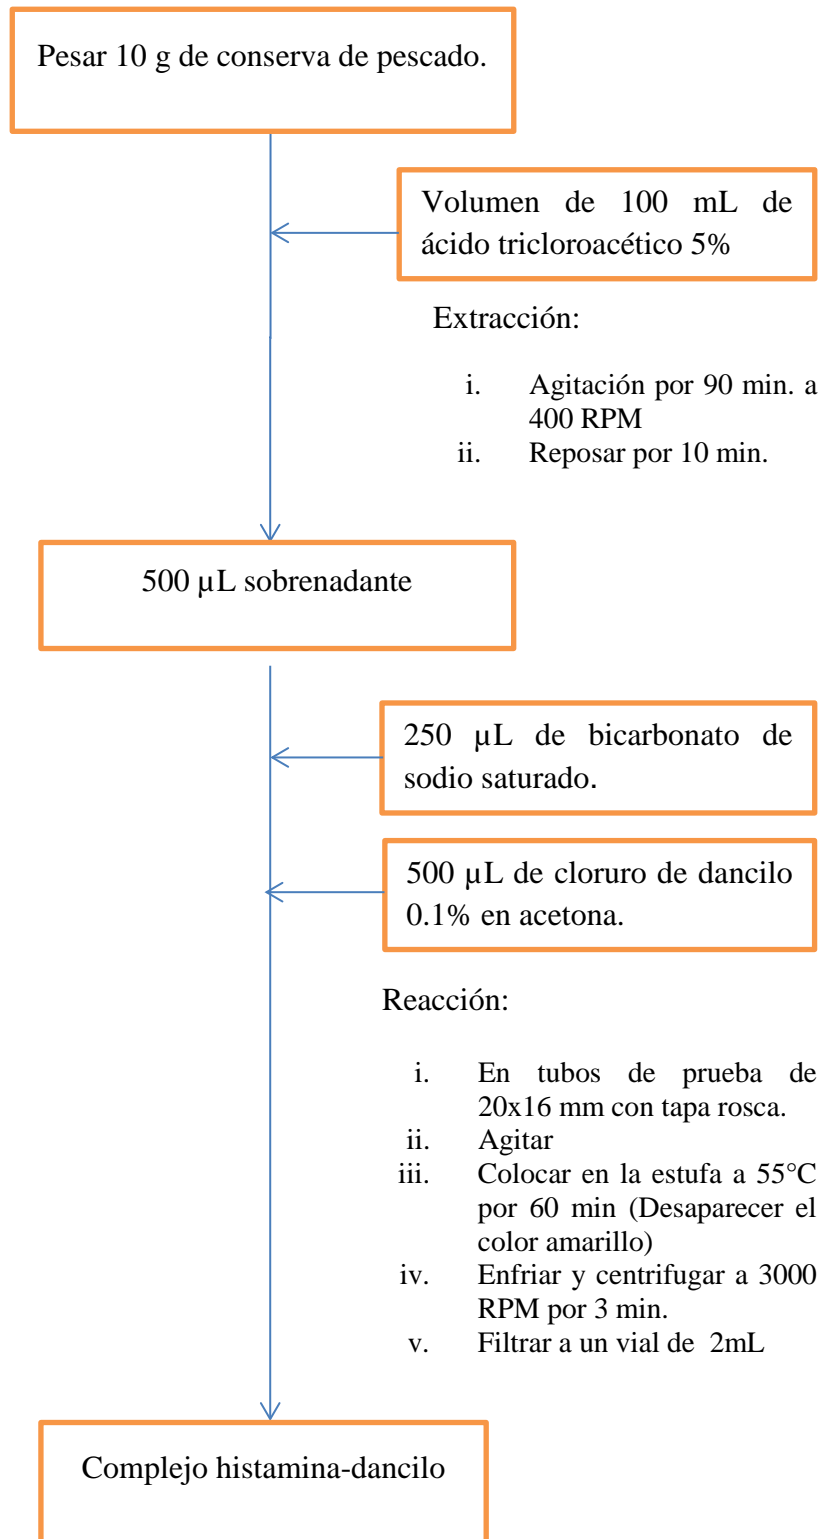 Pesar 10 g de conserva de pescado.
Volumen de 100 mL de
ácido tricloroacético 5%
Extracción:
i. Agitación por 90 min. a
400 RPM
ii. Reposar por 10 min.
500 µL sobrenadante
250 µL de bicarbonato de
sodio saturado.
500 µL de cloruro de dancilo
0.1% en acetona.
Reacción:
i. En tubos de prueba de
20x16 mm con tapa rosca.
ii. Agitar
iii. Colocar en la estufa a 55°C
por 60 min (Desaparecer el
color amarillo)
iv. Enfriar y centrifugar a 3000
RPM por 3 min.
v. Filtrar a un vial de 2mL
Complejo histamina-dancilo